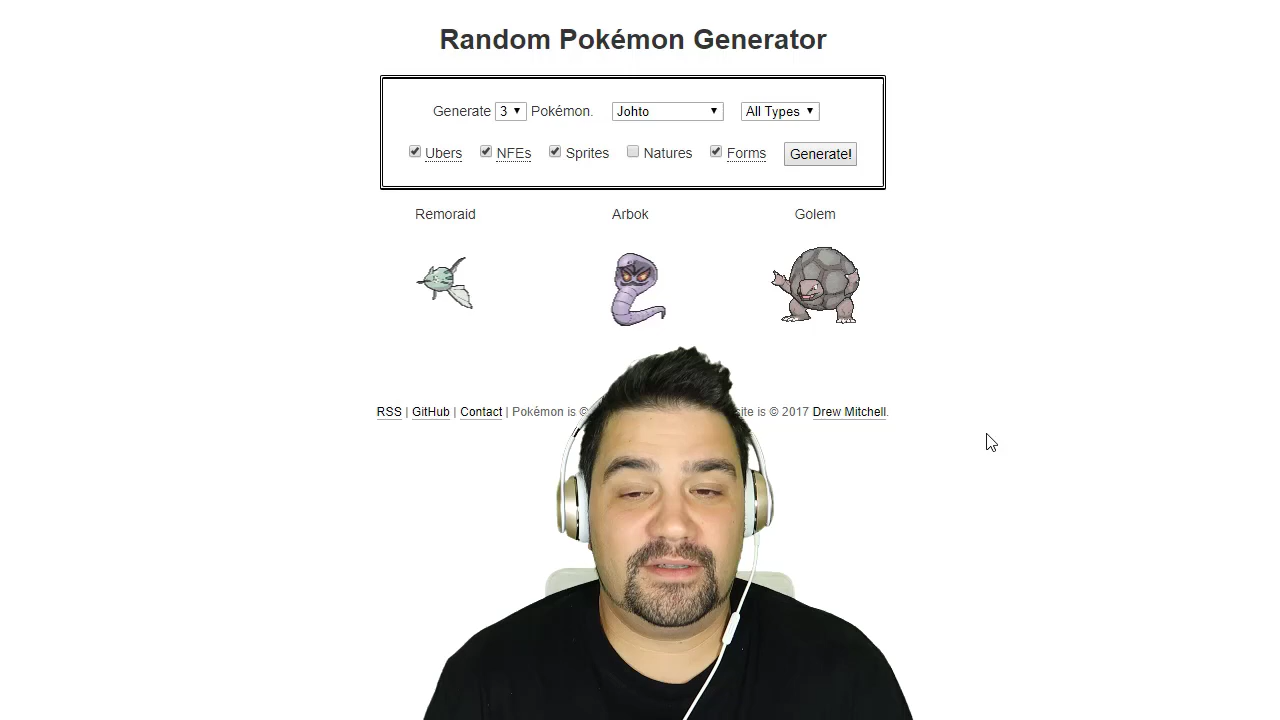 Random Pokémon Generator
Generate 3 Pokémon. Johto All Types
Ubers NFEs Sprites Natures Forms Generate!
Remoraid Arbok Golem
RSS | GitHub | Contact | Pokémon is © site is © 2017 Drew Mitchell.